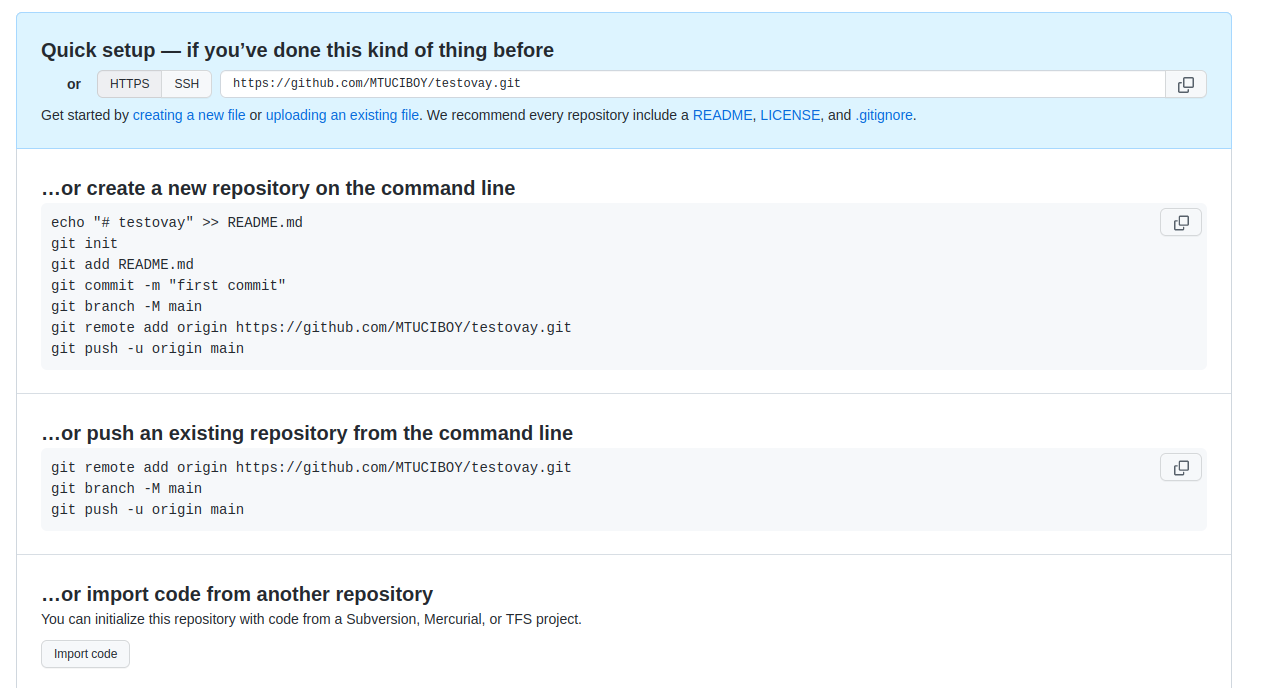 Quick setup — if you’ve done this kind of thing before
or HTTPS SSH https://github.com/MTUCIBOY/testovay.git
Get started by creating a new file or uploading an existing file. We recommend every repository include a README, LICENSE, and .gitignore.
…or create a new repository on the command line
echo "# testovay" >> README.md
git init
git add README.md
git commit -m "first commit"
git branch -M main
git remote add origin https://github.com/MTUCIBOY/testovay.git
git push -u origin main
…or push an existing repository from the command line
git remote add origin https://github.com/MTUCIBOY/testovay.git
git branch -M main
git push -u origin main
…or import code from another repository
You can initialize this repository with code from a Subversion, Mercurial, or TFS project.
Import code